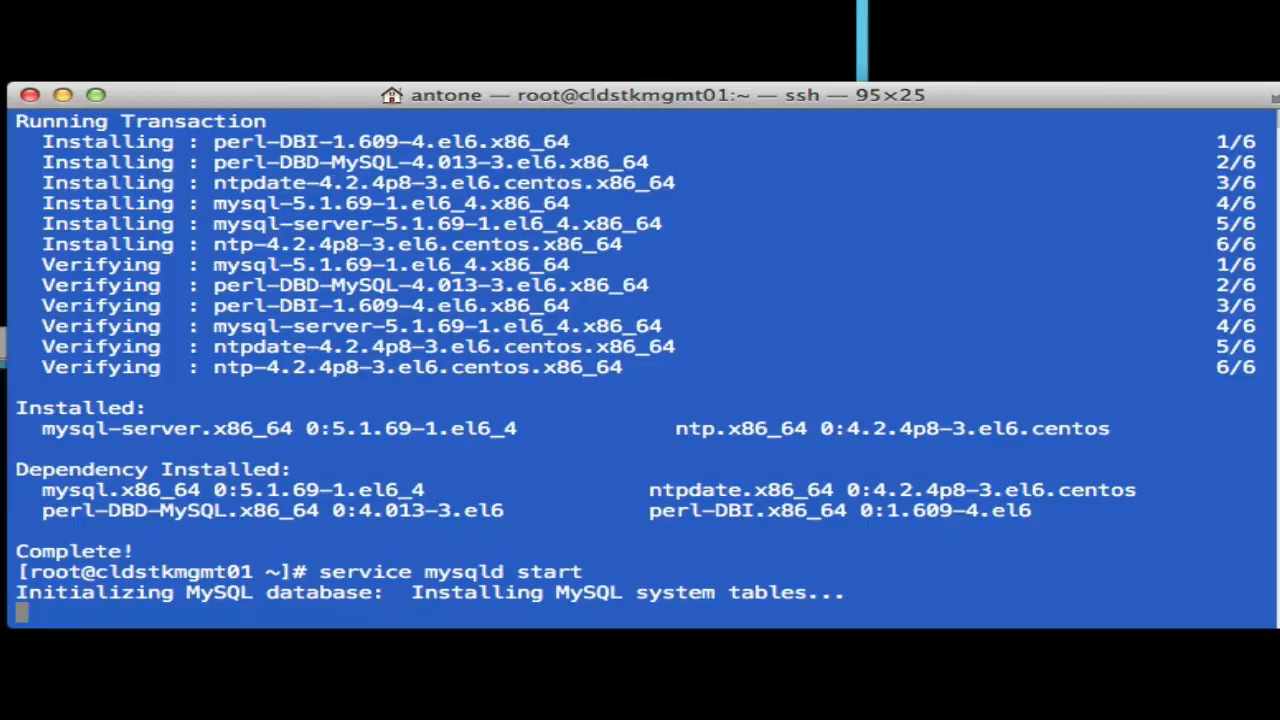 antone — root@cldstkmgmt01:~ — ssh — 95×25
Running Transaction
Installing : perl-DBI-1.609-4.el6.x86_64 1/6
Installing : perl-DBD-MySQL-4.013-3.el6.x86_64 2/6
Installing : ntpdate-4.2.4p8-3.el6.centos.x86_64 3/6
Installing : mysql-5.1.69-1.el6_4.x86_64 4/6
Installing : mysql-server-5.1.69-1.el6_4.x86_64 5/6
Installing : ntp-4.2.4p8-3.el6.centos.x86_64 6/6
Verifying : mysql-5.1.69-1.el6_4.x86_64 1/6
Verifying : perl-DBD-MySQL-4.013-3.el6.x86_64 2/6
Verifying : perl-DBI-1.609-4.el6.x86_64 3/6
Verifying : mysql-server-5.1.69-1.el6_4.x86_64 4/6
Verifying : ntpdate-4.2.4p8-3.el6.centos.x86_64 5/6
Verifying : ntp-4.2.4p8-3.el6.centos.x86_64 6/6
Installed:
mysql-server.x86_64 0:5.1.69-1.el6_4 ntp.x86_64 0:4.2.4p8-3.el6.centos
Dependency Installed:
mysql.x86_64 0:5.1.69-1.el6_4 ntpdate.x86_64 0:4.2.4p8-3.el6.centos
perl-DBD-MySQL.x86_64 0:4.013-3.el6 perl-DBI.x86_64 0:1.609-4.el6
Complete!
[root@cldstkmgmt01 ~]# service mysqld start
Initializing MySQL database: Installing MySQL system tables...